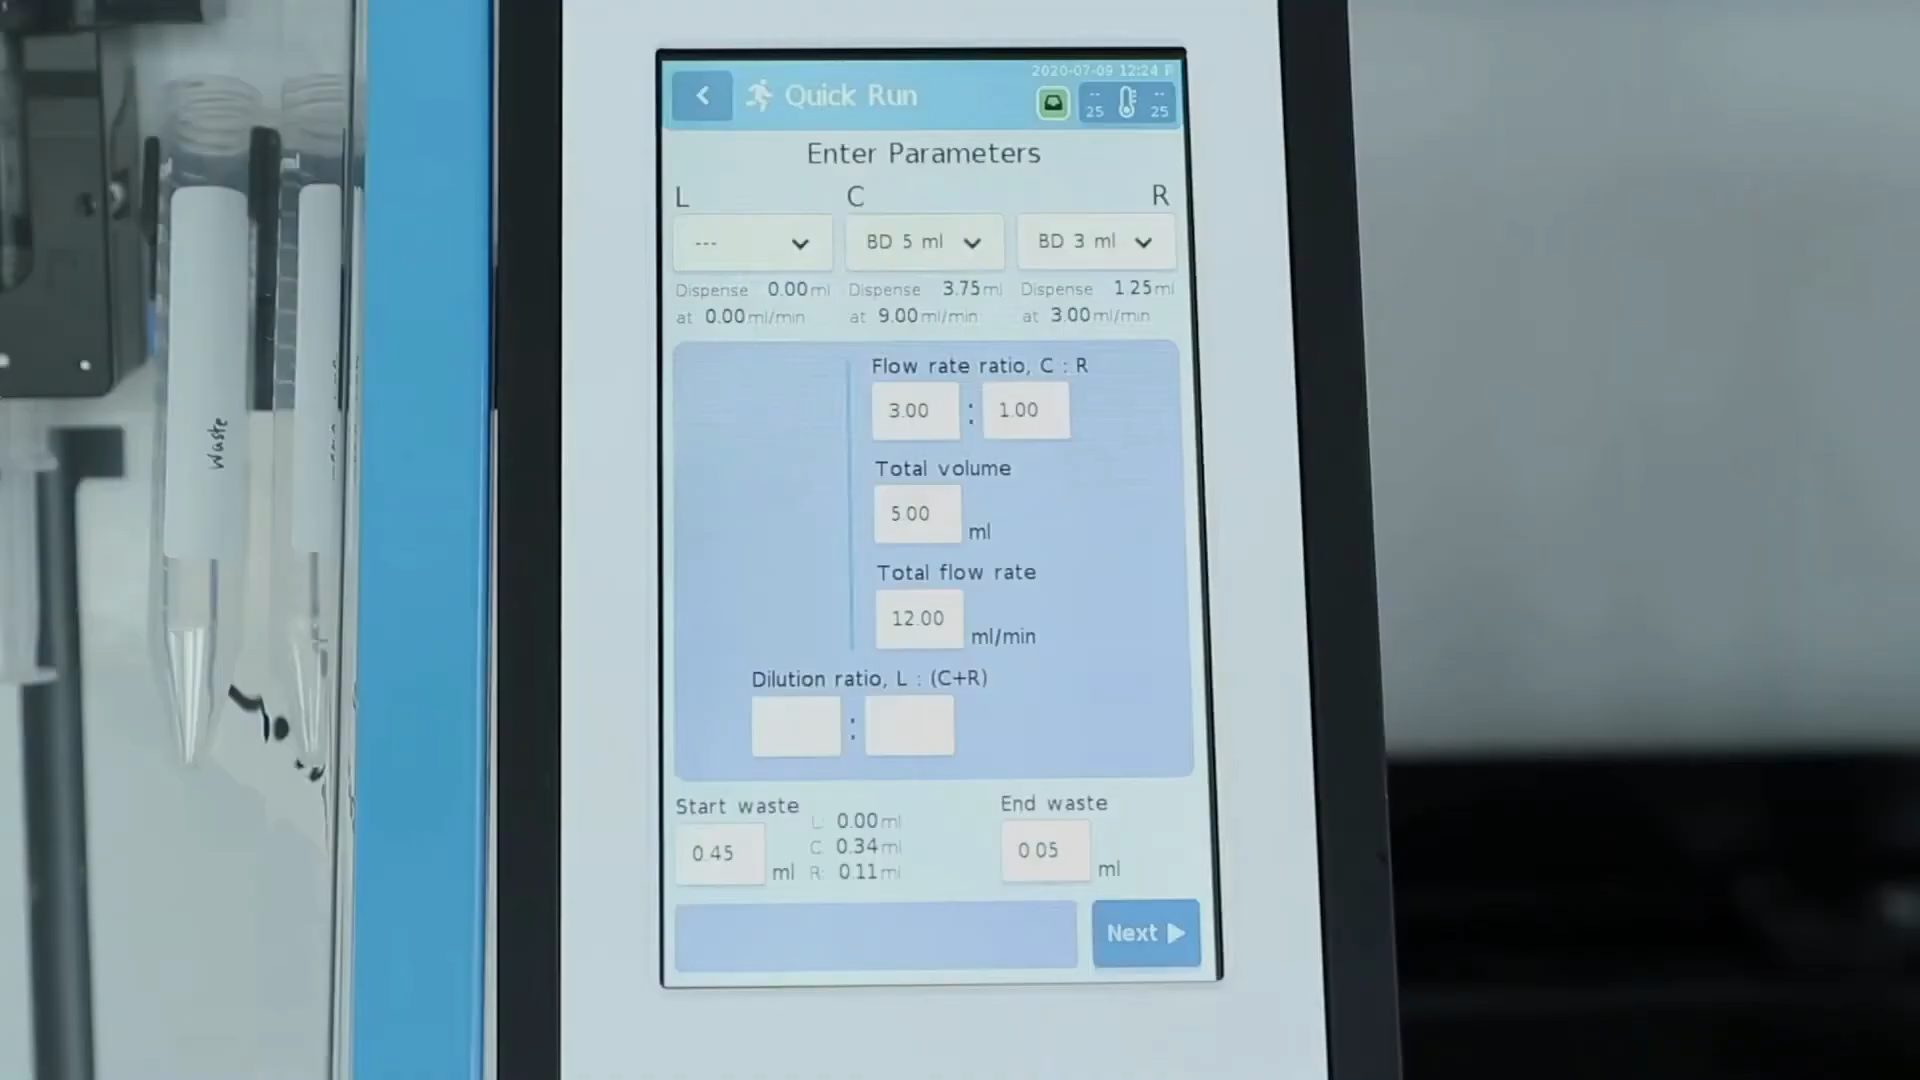 2020-07-09 12:24
Quick Run
--
25
--
25
Enter Parameters
L C R
--- BD 5 ml BD 3 ml
Dispense 0.00 ml Dispense 3.75 ml Dispense 1.25 ml
at 0.00 ml/min at 9.00 ml/min at 3.00 ml/min
Flow rate ratio, C : R
3.00 : 1.00
Total volume
5.00 ml
Total flow rate
12.00 ml/min
Dilution ratio, L : (C+R)
:
Start waste
0.45 ml
L: 0.00 ml
C: 0.34 ml
R: 0.11 ml
End waste
0.05 ml
Next
Waste